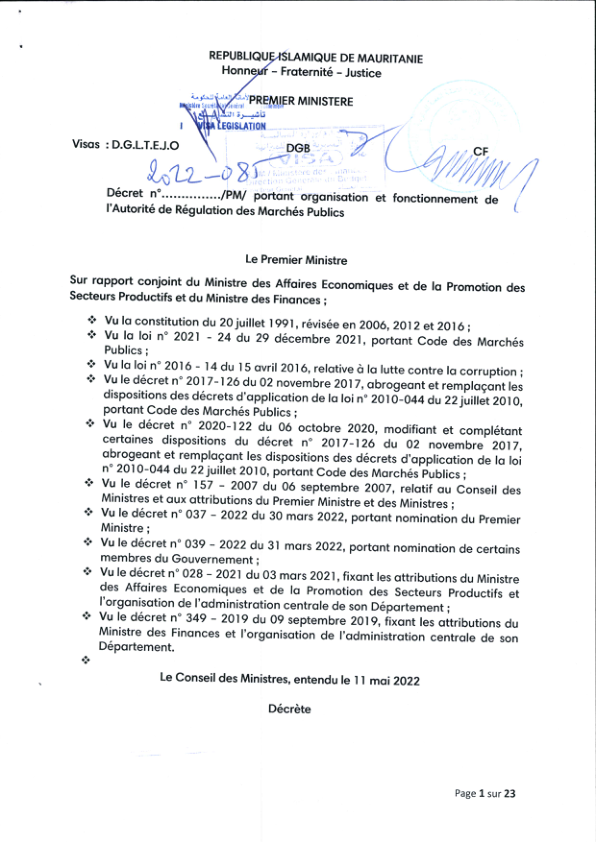 REPUBLIQUE ISLAMIQUE DE MAURITANIE
Honneur – Fraternité – Justice
PREMIER MINISTERE
VISA LEGISLATION
Visas : D.G.L.T.E.J.O
DGB
VISA
CF
2022-085
Décret n°……………/PM/ portant organisation et fonctionnement de
l'Autorité de Régulation des Marchés Publics
Le Premier Ministre
Sur rapport conjoint du Ministre des Affaires Economiques et de la Promotion des
Secteurs Productifs et du Ministre des Finances ;
❖ Vu la constitution du 20 juillet 1991, révisée en 2006, 2012 et 2016 ;
❖ Vu la loi n° 2021 - 24 du 29 décembre 2021, portant Code des Marchés
Publics ;
❖ Vu la loi n° 2016 - 14 du 15 avril 2016, relative à la lutte contre la corruption ;
❖ Vu le décret n° 2017-126 du 02 novembre 2017, abrogeant et remplaçant les
dispositions des décrets d'application de la loi n° 2010-044 du 22 juillet 2010,
portant Code des Marchés Publics ;
❖ Vu le décret n° 2020-122 du 06 octobre 2020, modifiant et complétant
certaines dispositions du décret n° 2017-126 du 02 novembre 2017,
abrogeant et remplaçant les dispositions des décrets d'application de la loi
n° 2010-044 du 22 juillet 2010, portant Code des Marchés Publics ;
❖ Vu le décret n° 157 – 2007 du 06 septembre 2007, relatif au Conseil des
Ministres et aux attributions du Premier Ministre et des Ministres ;
❖ Vu le décret n° 037 – 2022 du 30 mars 2022, portant nomination du Premier
Ministre ;
❖ Vu le décret n° 039 – 2022 du 31 mars 2022, portant nomination de certains
membres du Gouvernement ;
❖ Vu le décret n° 028 – 2021 du 03 mars 2021, fixant les attributions du Ministre
des Affaires Economiques et de la Promotion des Secteurs Productifs et
l'organisation de l'administration centrale de son Département ;
❖ Vu le décret n° 349 – 2019 du 09 septembre 2019, fixant les attributions du
Ministre des Finances et l'organisation de l'administration centrale de son
Département.
❖
Le Conseil des Ministres, entendu le 11 mai 2022
Décrète
Page 1 sur 23